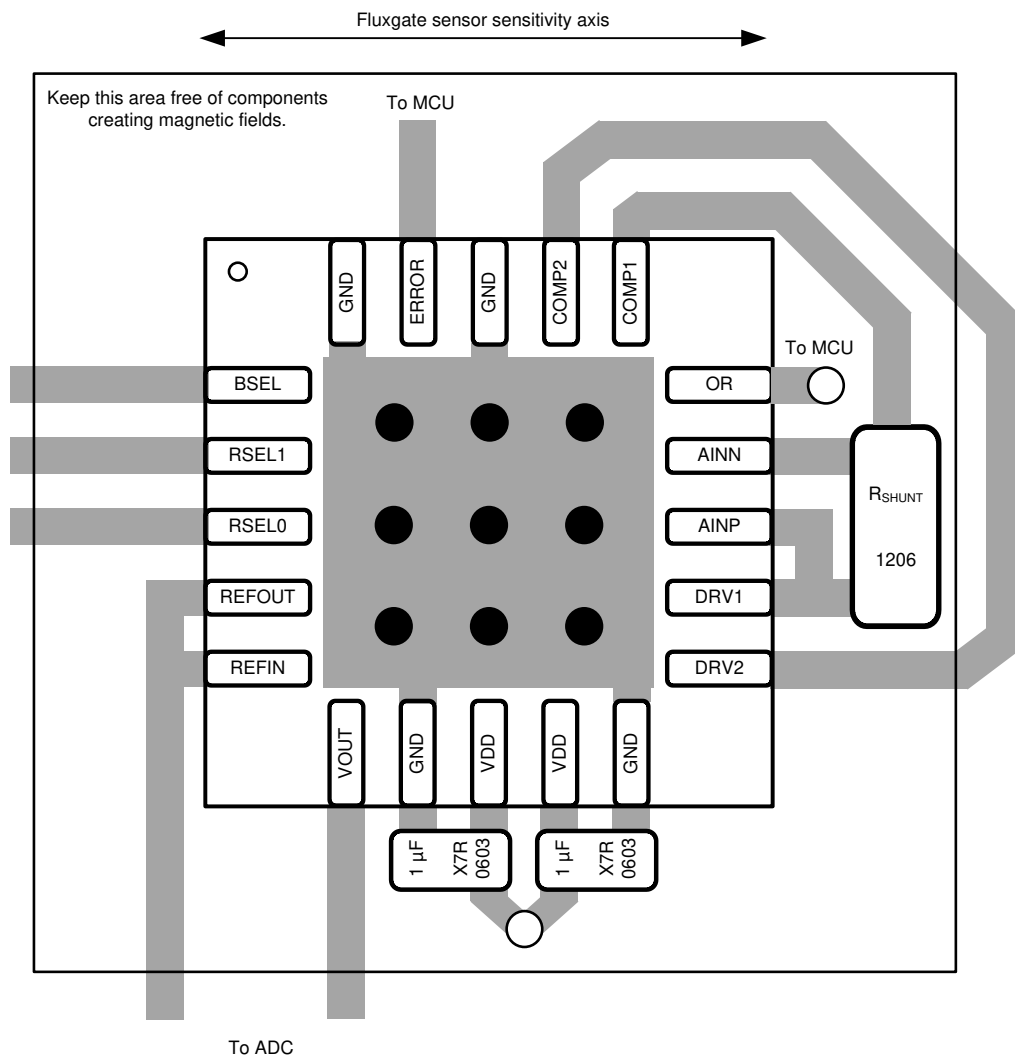 Fluxgate sensor sensitivity axis
Keep this area free of components
creating magnetic fields.
To MCU
GND
ERROR
GND
COMP2
COMP1
To MCU
BSEL
RSEL1
RSEL0
REFOUT
REFIN
OR
AINN
AINP
DRV1
DRV2
RSHUNT
1206
VOUT
GND
VDD
VDD
GND
1 µF
X7R
0603
1 µF
X7R
0603
To ADC